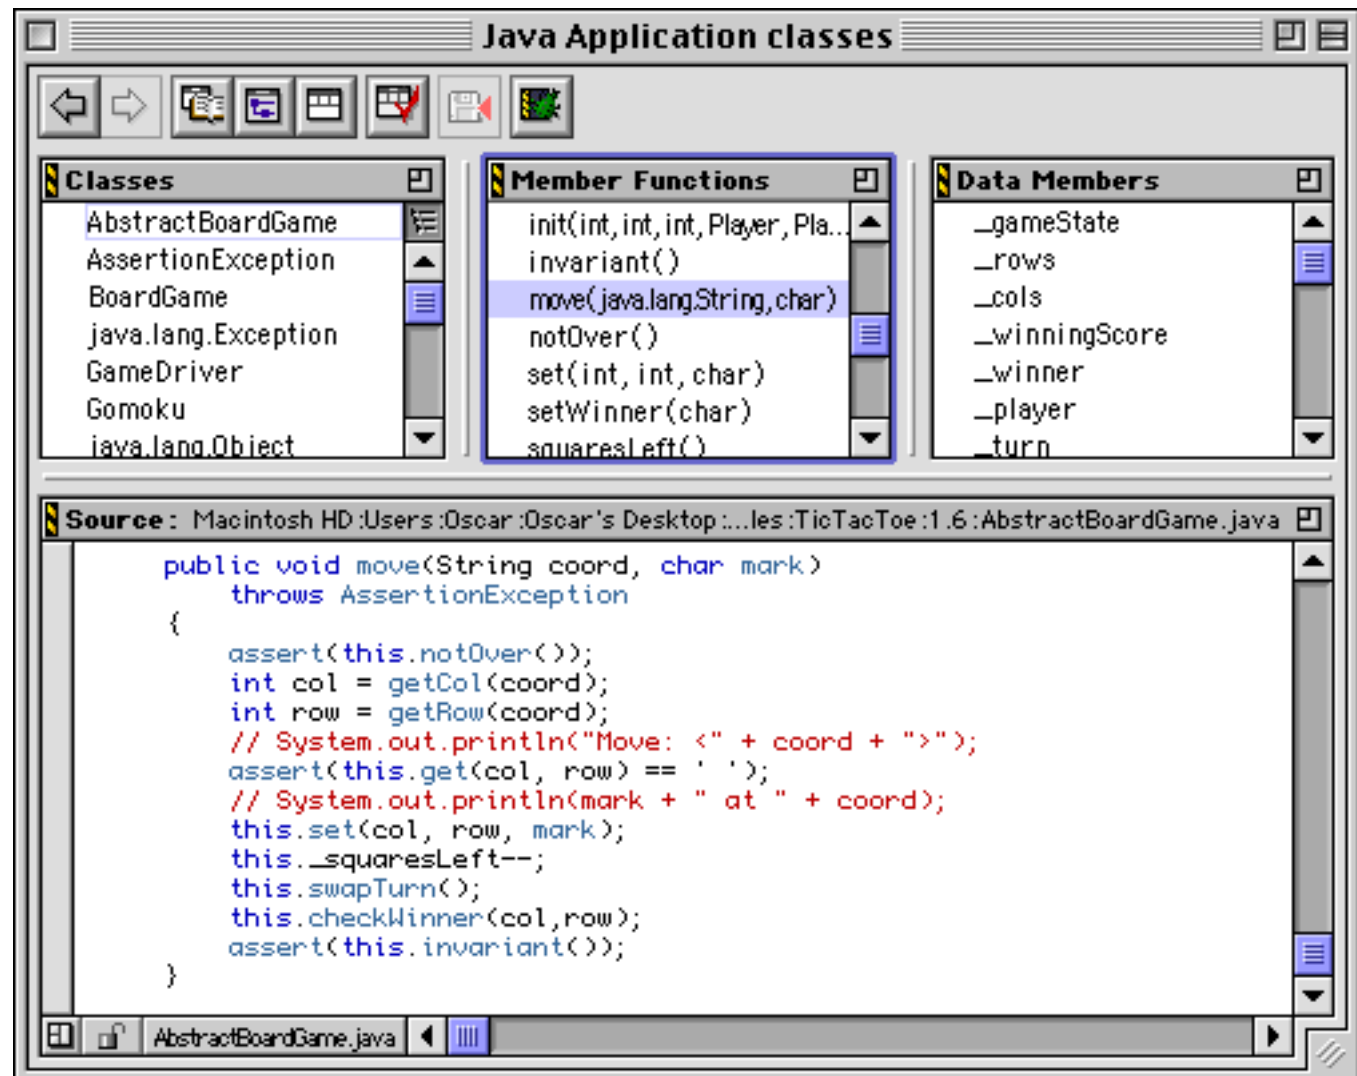 Java Application classes
Classes
AbstractBoardGame
AssertionException
BoardGame
java.lang.Exception
GameDriver
Gomoku
java.lang.Object
Member Functions
init(int, int, int, Player, Pla...
invariant()
move(java.lang.String, char)
notOver()
set(int, int, char)
setWinner(char)
squaresLeft()
Data Members
_gameState
_rows
_cols
_winningScore
_winner
_player
_turn
Source: Macintosh HD:Users:Oscar:Oscar's Desktop:...les:TicTacToe:1.6:AbstractBoardGame.java
public void move(String coord, char mark)
throws AssertionException
{
assert(this.notOver());
int col = getCol(coord);
int row = getRow(coord);
// System.out.println("Move: <" + coord + ">");
assert(this.get(col, row) == ' ');
// System.out.println(mark + " at " + coord);
this.set(col, row, mark);
this._squaresLeft--;
this.swapTurn();
this.checkWinner(col,row);
assert(this.invariant());
}
AbstractBoardGame.java